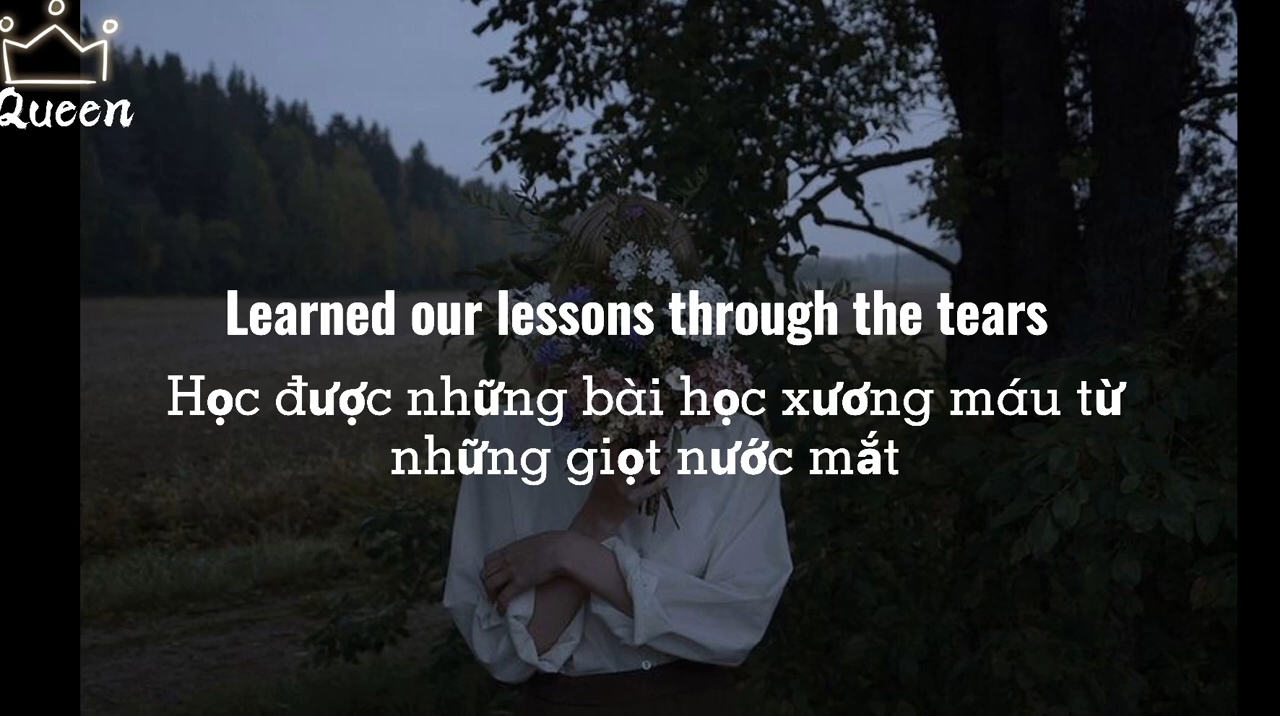 Queen
Learned our lessons through the tears
Học được những bài học xương máu từ
những giọt nước mắt